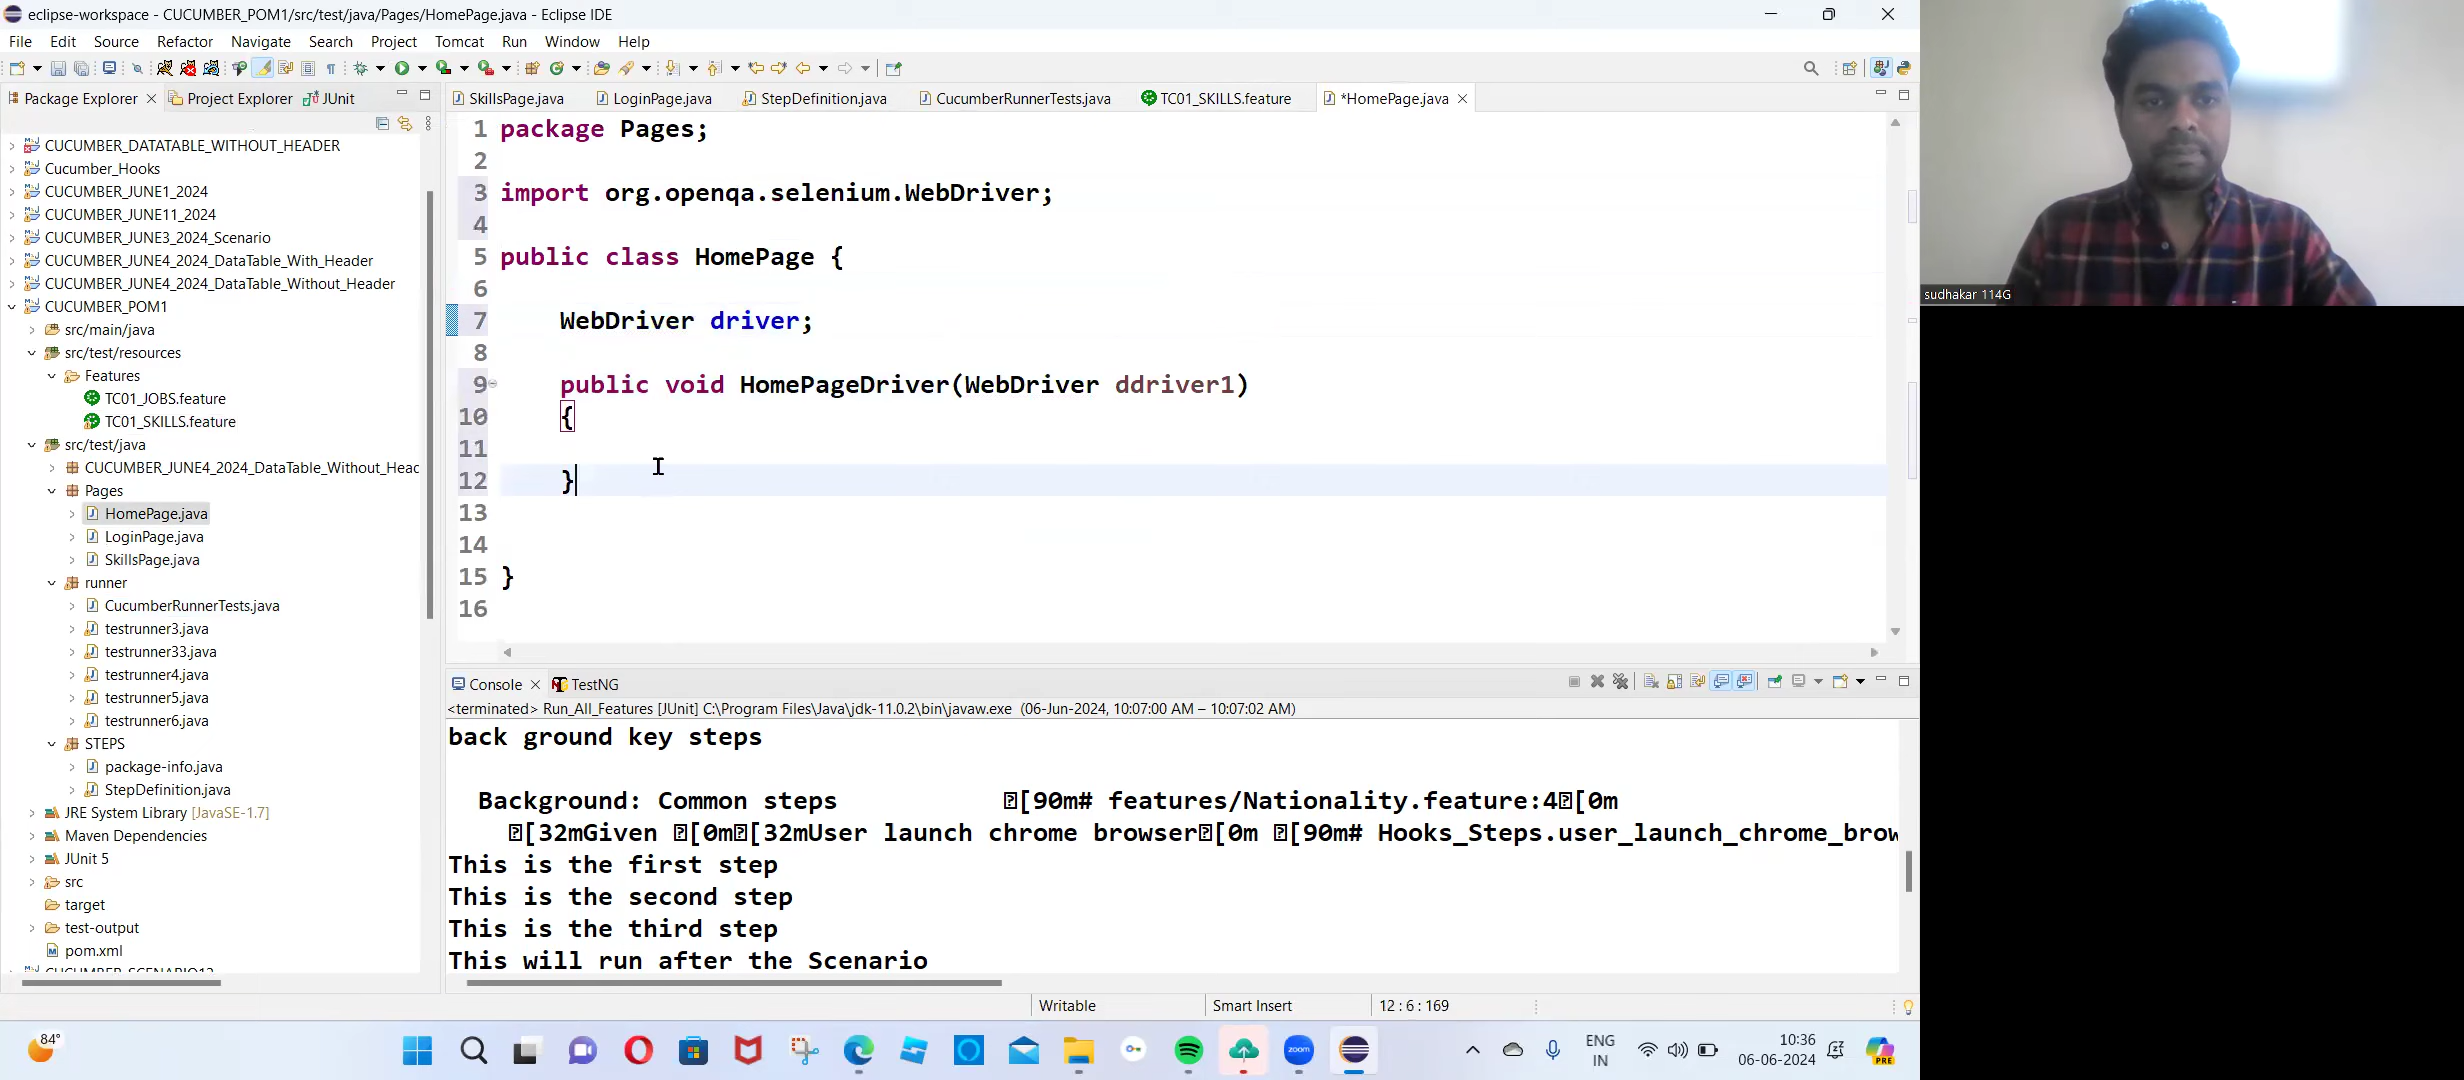 eclipse-workspace - CUCUMBER_POM1/src/test/java/Pages/HomePage.java - Eclipse IDE
File Edit Source Refactor Navigate Search Project Tomcat Run Window Help
Package Explorer Project Explorer JUnit
SkillsPage.java LoginPage.java StepDefinition.java CucumberRunnerTests.java TC01_SKILLS.feature *HomePage.java
CUCUMBER_DATATABLE_WITHOUT_HEADER
Cucumber_Hooks
CUCUMBER_JUNE1_2024
CUCUMBER_JUNE11_2024
CUCUMBER_JUNE3_2024_Scenario
CUCUMBER_JUNE4_2024_DataTable_With_Header
CUCUMBER_JUNE4_2024_DataTable_Without_Header
CUCUMBER_POM1
src/main/java
src/test/resources
Features
TC01_JOBS.feature
TC01_SKILLS.feature
src/test/java
CUCUMBER_JUNE4_2024_DataTable_Without_Heac
Pages
HomePage.java
LoginPage.java
SkillsPage.java
runner
CucumberRunnerTests.java
testrunner3.java
testrunner33.java
testrunner4.java
testrunner5.java
testrunner6.java
STEPS
package-info.java
StepDefinition.java
JRE System Library [JavaSE-1.7]
Maven Dependencies
JUnit 5
src
target
test-output
pom.xml
1 package Pages;
2
3 import org.openqa.selenium.WebDriver;
4
5 public class HomePage {
6
7 WebDriver driver;
8
9 public void HomePageDriver(WebDriver ddriver1)
10 {
11
12 }
13
14
15 }
16
Console TestNG
<terminated> Run_All_Features [JUnit] C:\Program Files\Java\jdk-11.0.2\bin\javaw.exe (06-Jun-2024, 10:07:00 AM – 10:07:02 AM)
back ground key steps
Background: Common steps [90m# features/Nationality.feature:4[0m
[32mGiven [0m[32mUser launch chrome browser[0m [90m# Hooks_Steps.user_launch_chrome_brow
This is the first step
This is the second step
This is the third step
This will run after the Scenario
Writable Smart Insert 12 : 6 : 169
84°
zoom
ENG
IN
10:36
06-06-2024
PRE
sudhakar 114G